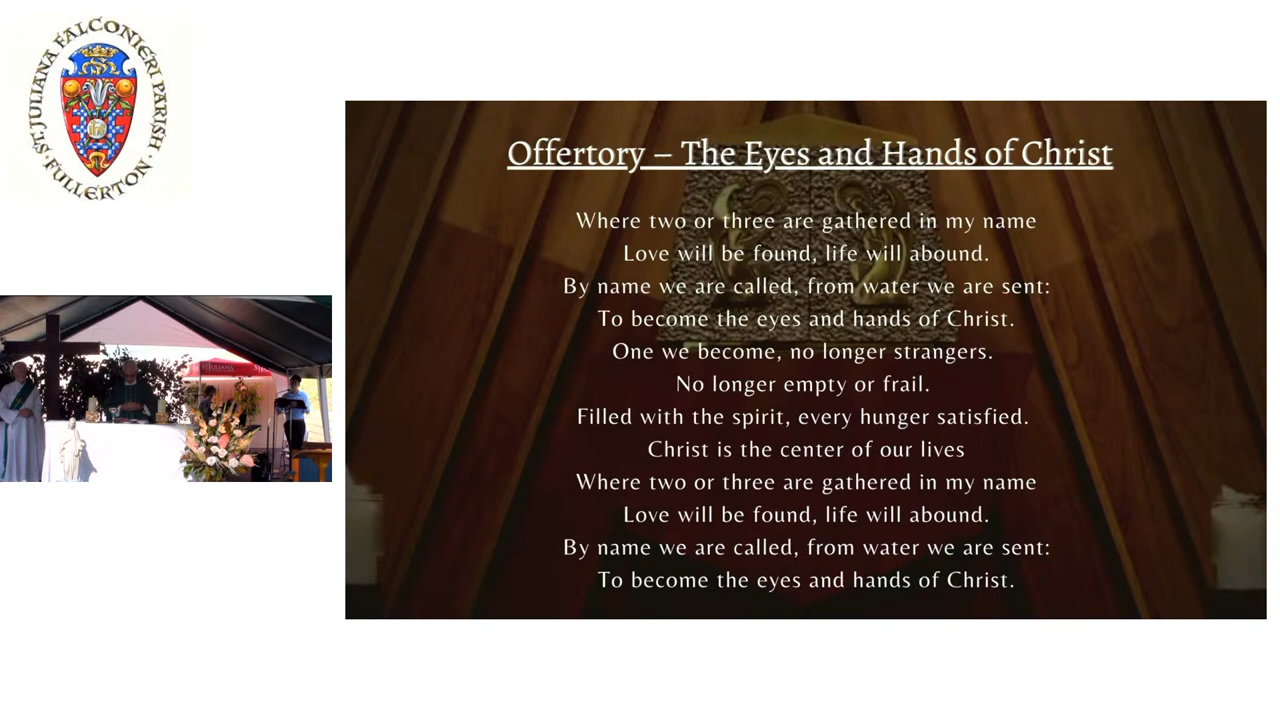 ST. JULIANA FALCONIERI PARISH · FULLERTON ·
Offertory – The Eyes and Hands of Christ
Where two or three are gathered in my name
Love will be found, life will abound.
By name we are called, from water we are sent:
To become the eyes and hands of Christ.
One we become, no longer strangers.
No longer empty or frail.
Filled with the spirit, every hunger satisfied.
Christ is the center of our lives
Where two or three are gathered in my name
Love will be found, life will abound.
By name we are called, from water we are sent:
To become the eyes and hands of Christ.
ST. JULIANA